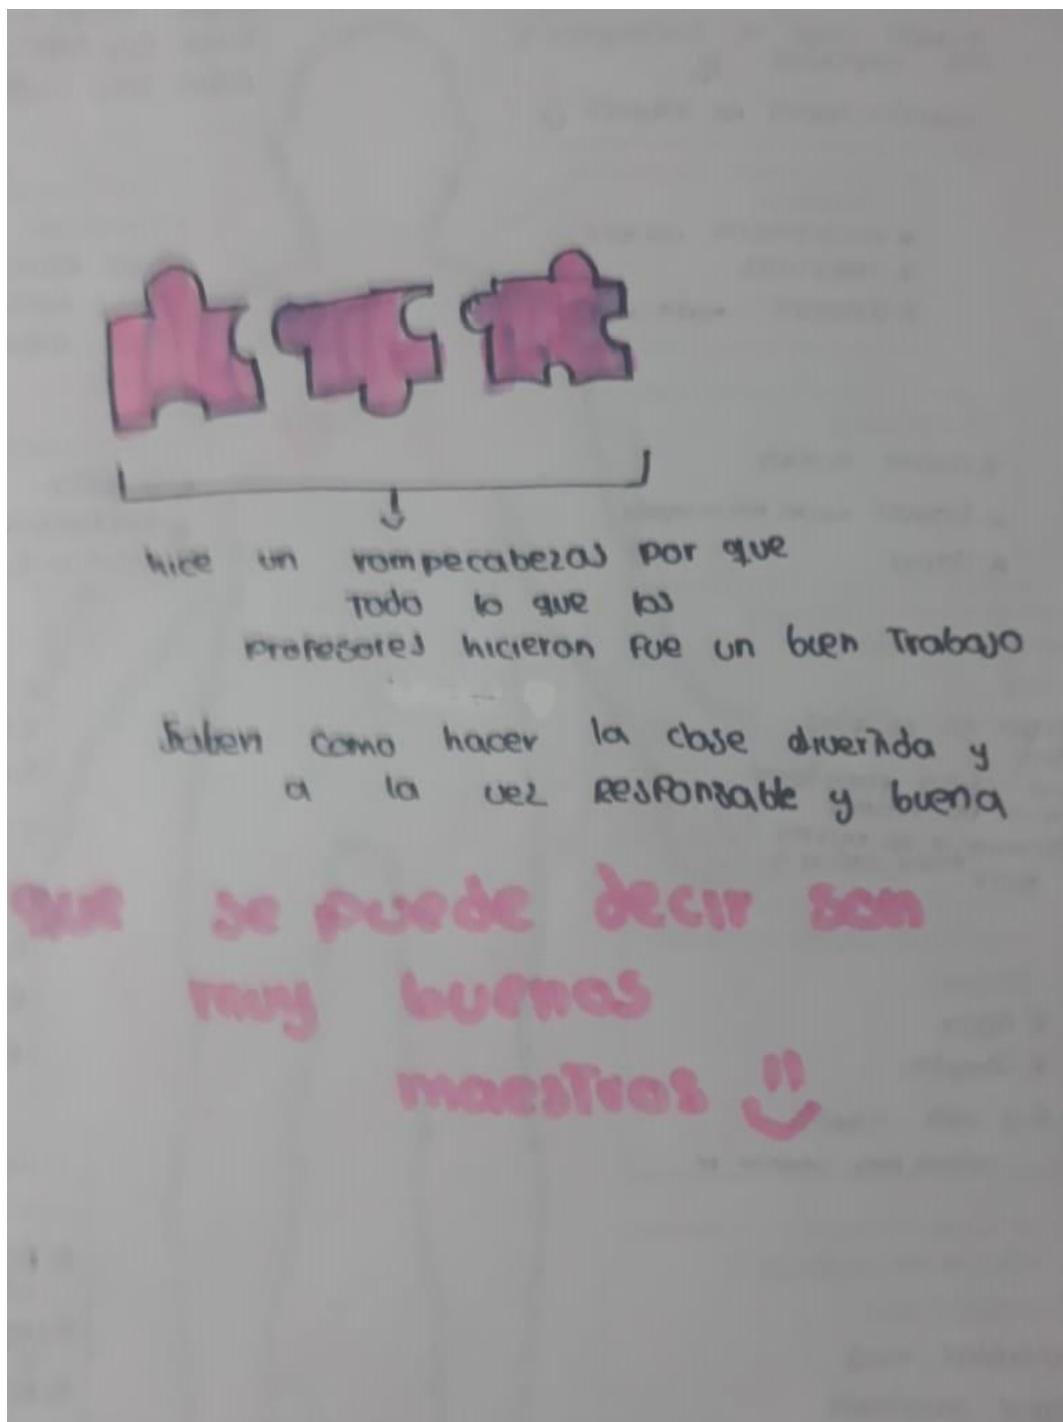 hice un rompecabezas por que
Todo lo que los
profesores hicieron fue un buen Trabajo
Saben como hacer la clase divertida y
a la vez Responsable y buena
que se puede decir son
muy buenos
maestros